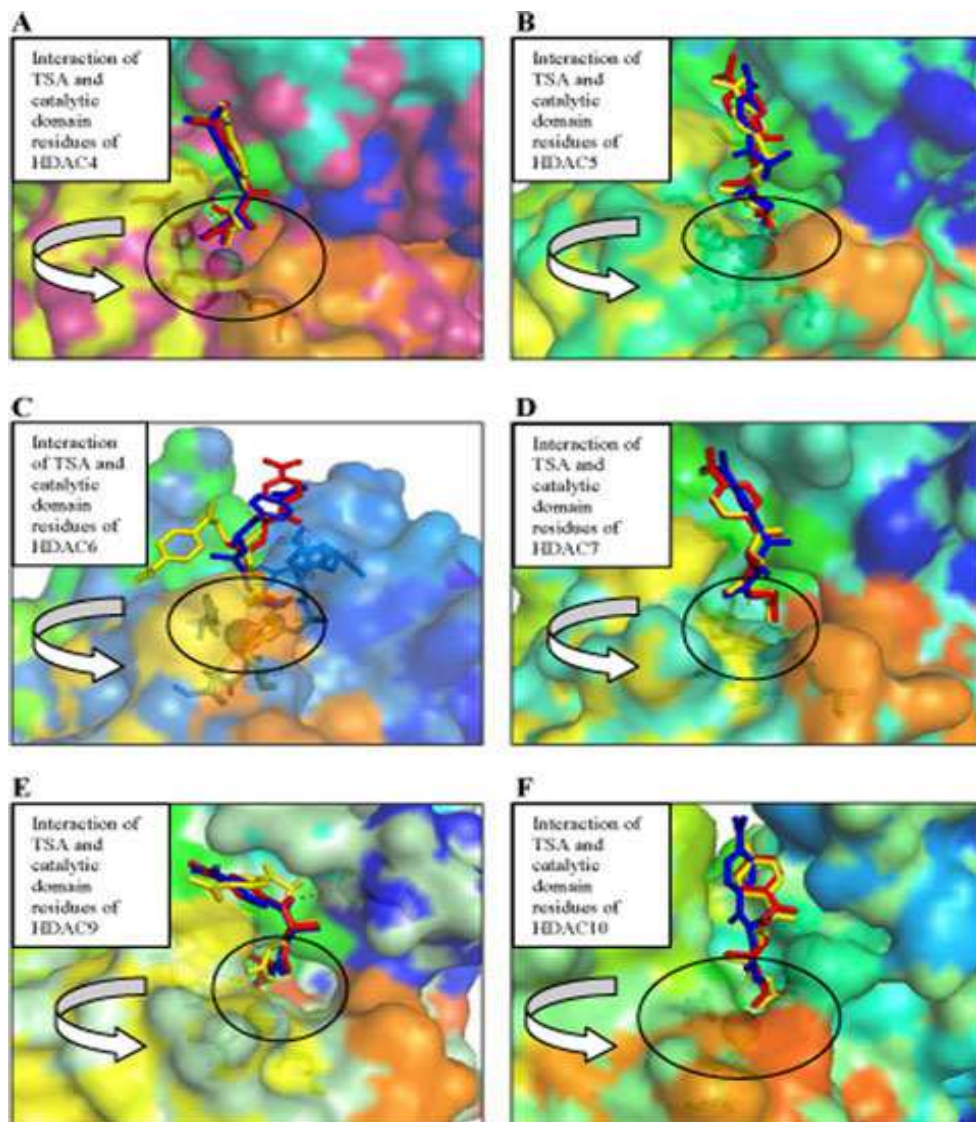 A
Interaction of
TSA and
catalytic
domain
residues of
HDAC4
B
Interaction of
TSA and
catalytic
domain
residues of
HDAC5
C
Interaction
of TSA and
catalytic
domain
residues of
HDAC6
D
Interaction of
TSA and
catalytic
domain
residues of
HDAC7
E
Interaction of
TSA and
catalytic
domain
residues of
HDAC9
F
Interaction of
TSA and
catalytic
domain
residues of
HDAC10